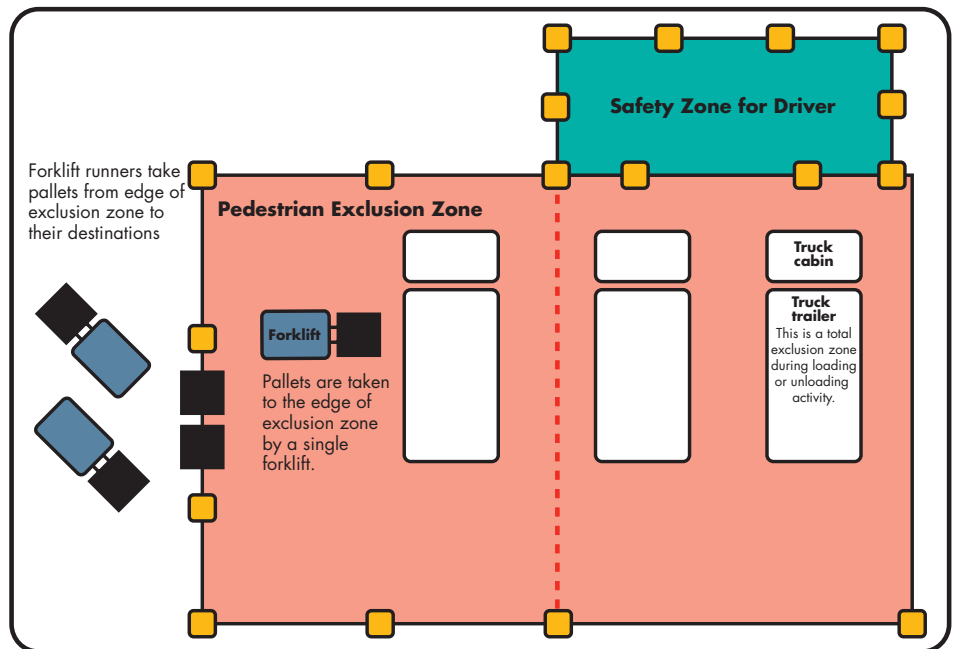 Safety Zone for Driver
Forklift runners take
pallets from edge of
exclusion zone to
their destinations
Pedestrian Exclusion Zone
Forklift
Pallets are taken
to the edge of
exclusion zone
by a single
forklift.
Truck
cabin
Truck
trailer
This is a total
exclusion zone
during loading
or unloading
activity.